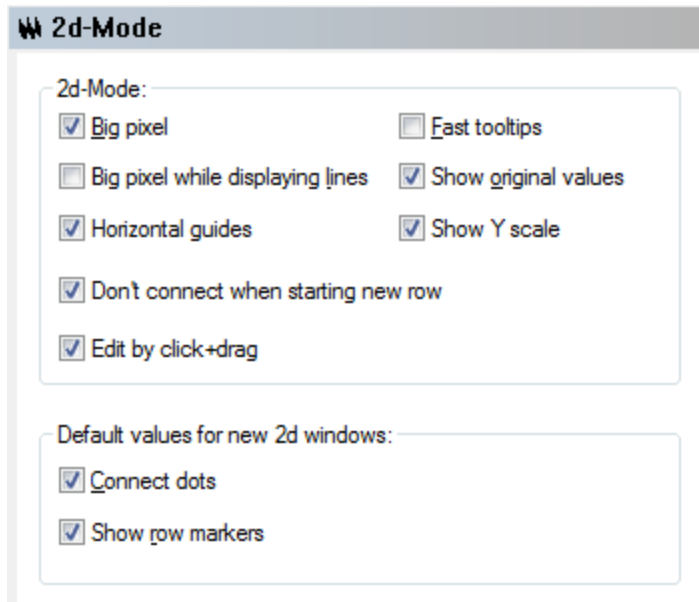 2d-Mode
2d-Mode:
Big pixel
Fast tooltips
Big pixel while displaying lines
Show original values
Horizontal guides
Show Y scale
Don't connect when starting new row
Edit by click+drag
Default values for new 2d windows:
Connect dots
Show row markers